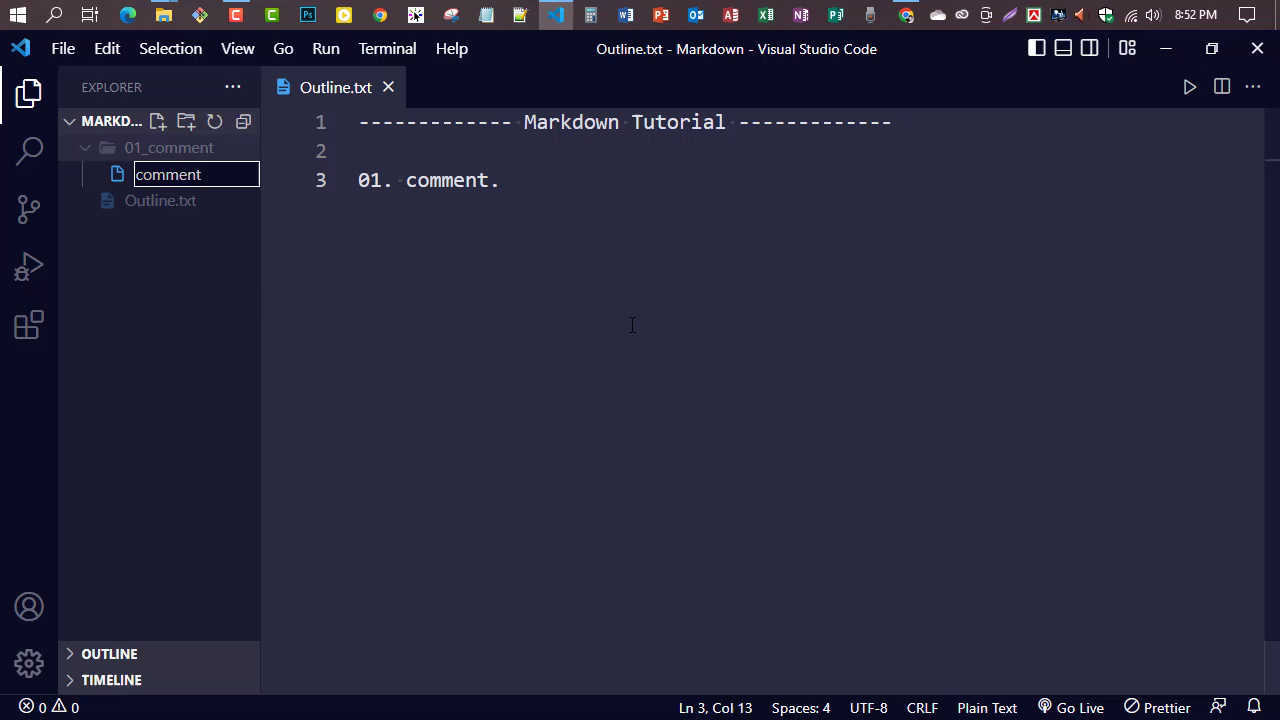 8:52 PM
File Edit Selection View Go Run Terminal Help
Outline.txt - Markdown - Visual Studio Code
EXPLORER
Outline.txt
MARKD...
01_comment
comment
Outline.txt
1 ------------- Markdown Tutorial -------------
2
3 01. comment.
OUTLINE
TIMELINE
0 0
Ln 3, Col 13
Spaces: 4
UTF-8
CRLF
Plain Text
Go Live
Prettier